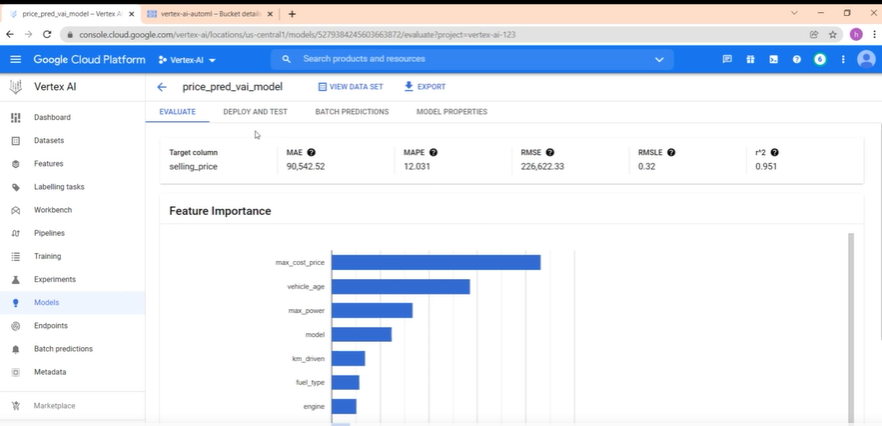 price_pred_vai_model – Vertex AI
vertex-ai-automl – Bucket detail
console.cloud.google.com/vertex-ai/locations/us-central1/models/5279384245603663872/evaluate?project=vertex-ai-123
h
Google Cloud Platform
Vertex-AI
Search products and resources
6
Vertex AI
price_pred_vai_model
VIEW DATA SET
EXPORT
EVALUATE
DEPLOY AND TEST
BATCH PREDICTIONS
MODEL PROPERTIES
Dashboard
Datasets
Features
Labelling tasks
Workbench
Pipelines
Training
Experiments
Models
Endpoints
Batch predictions
Metadata
Marketplace
Target column
selling_price
MAE
90,542.52
MAPE
12.031
RMSE
226,622.33
RMSLE
0.32
r^2
0.951
Feature Importance
max_cost_price
vehicle_age
max_power
model
km_driven
fuel_type
engine